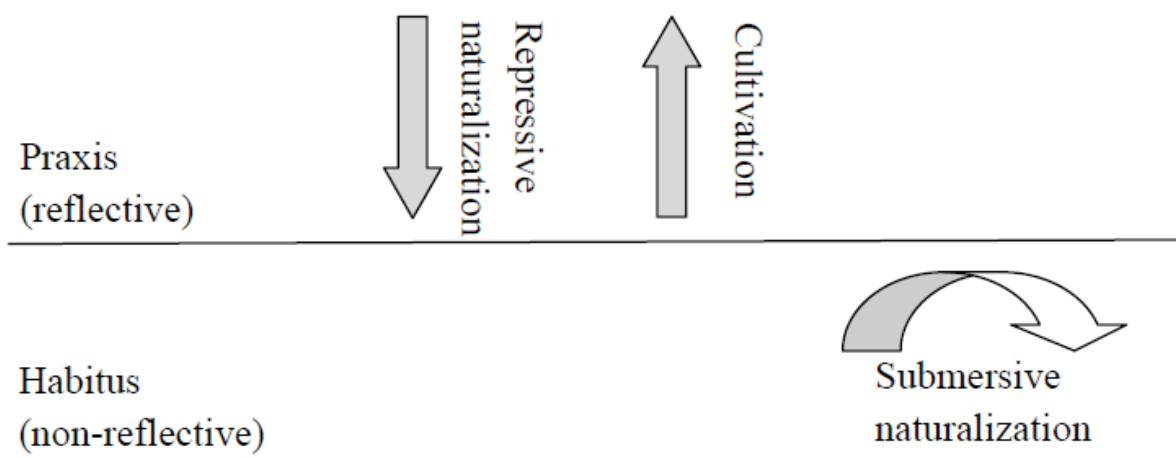 Repressive
naturalization
Cultivation
Praxis
(reflective)
Habitus
(non-reflective)
Submersive
naturalization